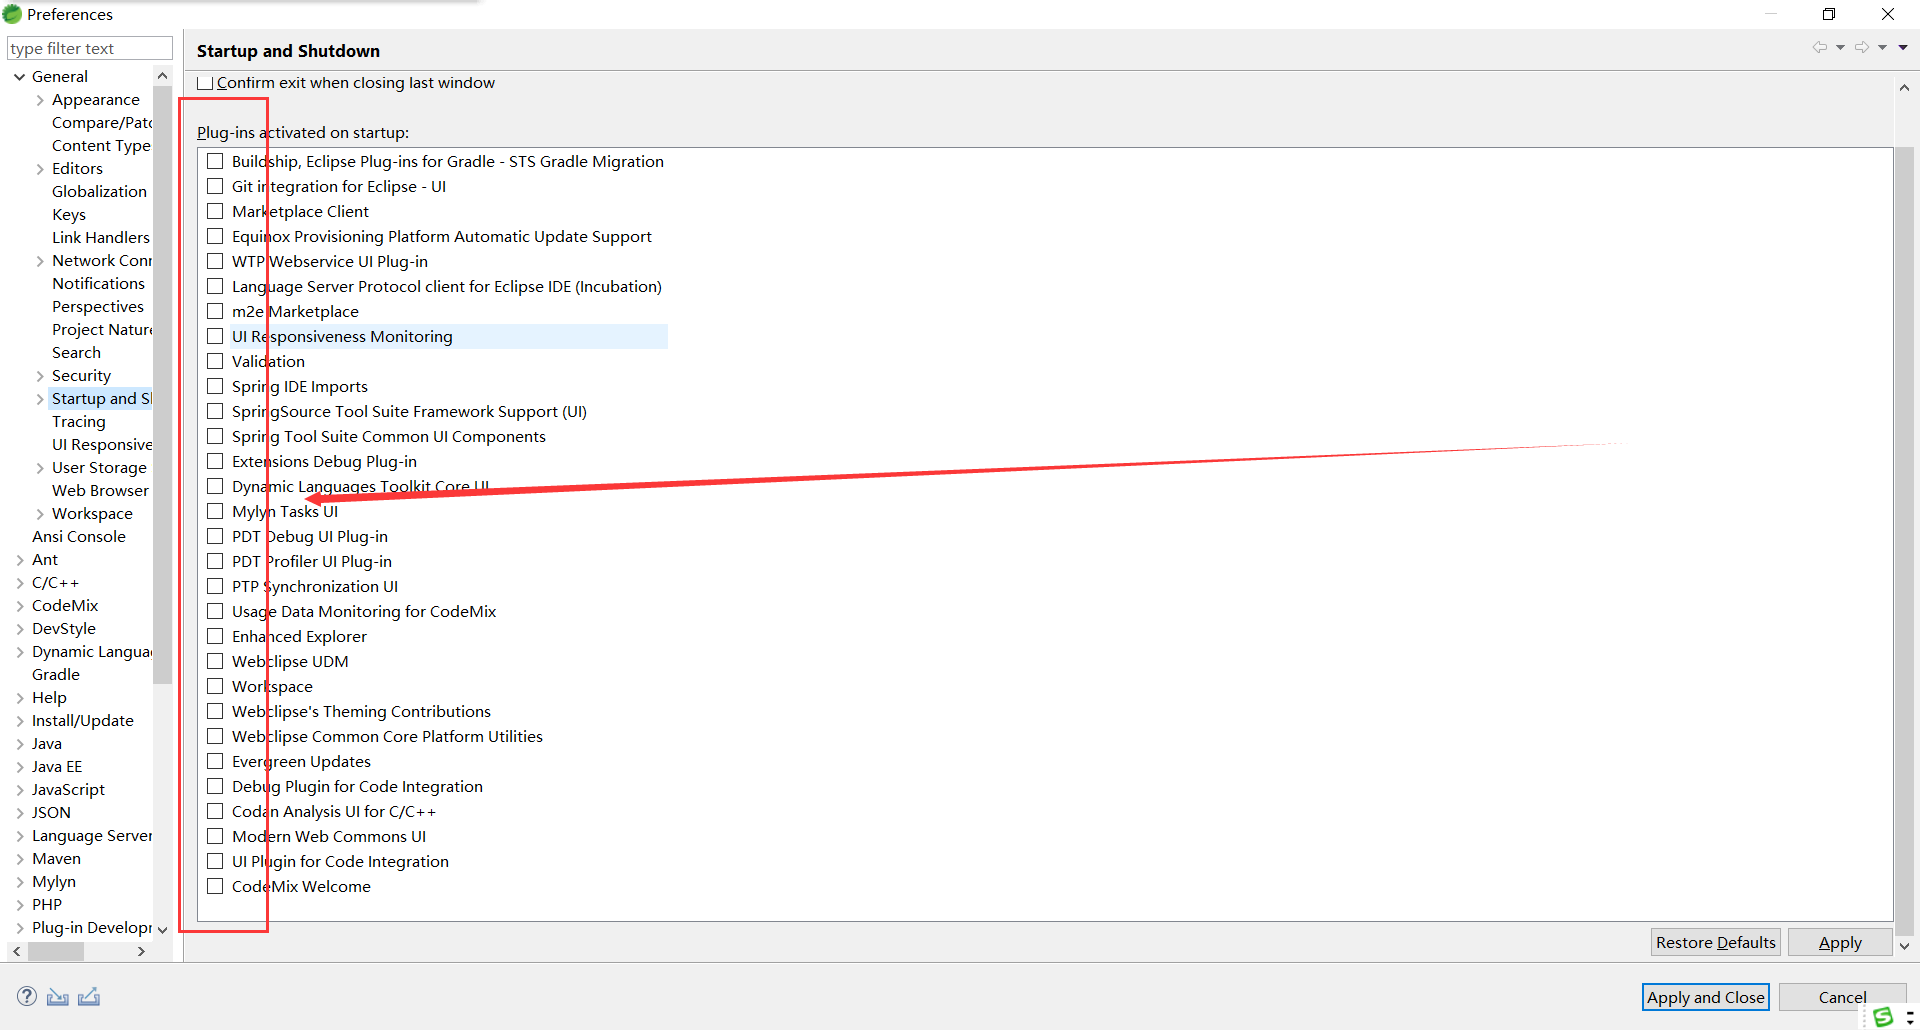 Preferences
type filter text
General
Appearance
Compare/Patc
Content Type
Editors
Globalization
Keys
Link Handlers
Network Conn
Notifications
Perspectives
Project Nature
Search
Security
Startup and Sh
Tracing
UI Responsive
User Storage
Web Browser
Workspace
Ansi Console
Ant
C/C++
CodeMix
DevStyle
Dynamic Langua
Gradle
Help
Install/Update
Java
Java EE
JavaScript
JSON
Language Server
Maven
Mylyn
PHP
Plug-in Developm
Startup and Shutdown
Confirm exit when closing last window
Plug-ins activated on startup:
Buildship, Eclipse Plug-ins for Gradle - STS Gradle Migration
Git integration for Eclipse - UI
Marketplace Client
Equinox Provisioning Platform Automatic Update Support
WTP Webservice UI Plug-in
Language Server Protocol client for Eclipse IDE (Incubation)
m2e Marketplace
UI Responsiveness Monitoring
Validation
Spring IDE Imports
SpringSource Tool Suite Framework Support (UI)
Spring Tool Suite Common UI Components
Extensions Debug Plug-in
Dynamic Languages Toolkit Core UI
Mylyn Tasks UI
PDT Debug UI Plug-in
PDT Profiler UI Plug-in
PTP Synchronization UI
Usage Data Monitoring for CodeMix
Enhanced Explorer
Webclipse UDM
Workspace
Webclipse's Theming Contributions
Webclipse Common Core Platform Utilities
Evergreen Updates
Debug Plugin for Code Integration
Codan Analysis UI for C/C++
Modern Web Commons UI
UI Plugin for Code Integration
CodeMix Welcome
Restore Defaults
Apply
Apply and Close
Cancel